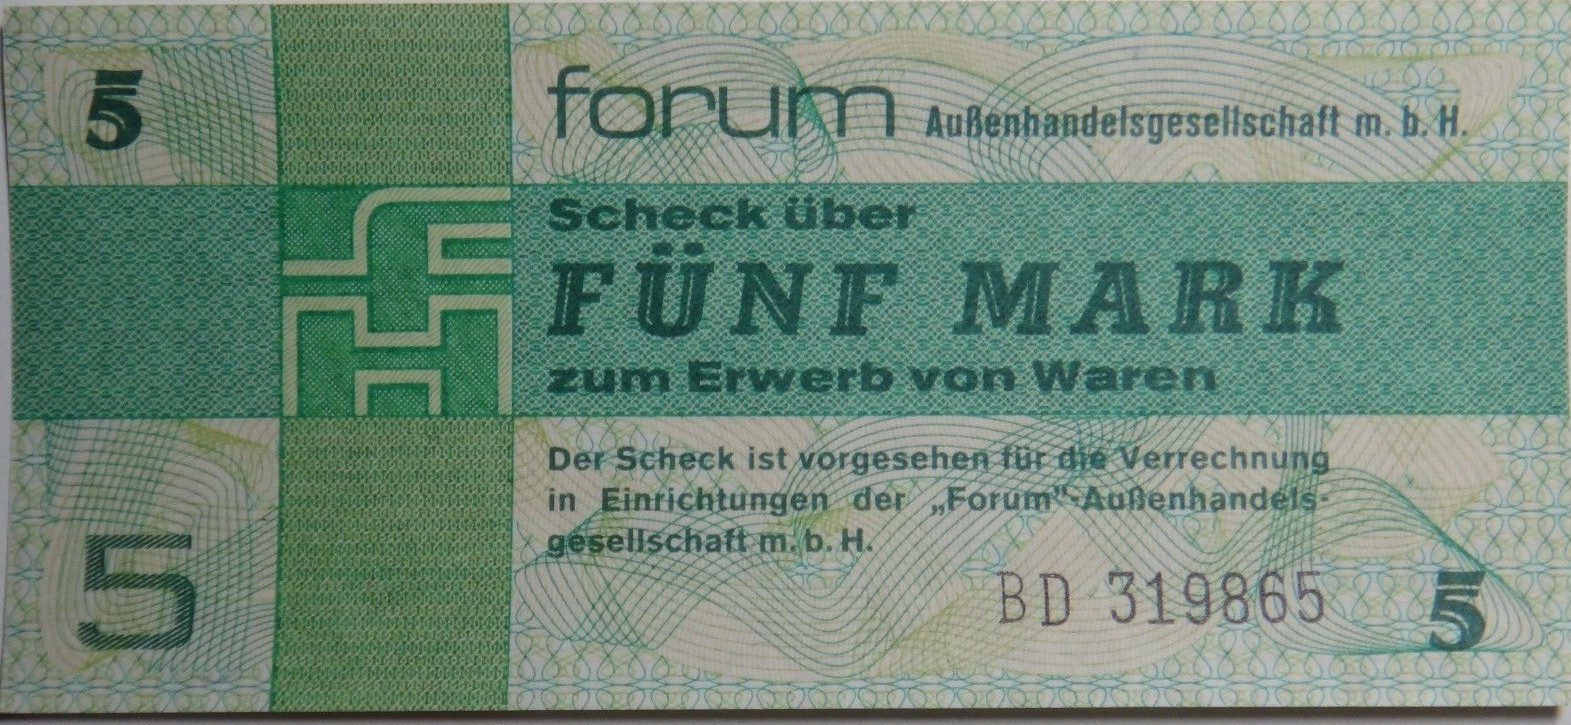 5
forum Außenhandelsgesellschaft m. b. H.
Scheck über
FÜNF MARK
zum Erwerb von Waren
Der Scheck ist vorgesehen für die Verrechnung
in Einrichtungen der „Forum"-Außenhandels-
gesellschaft m. b. H.
5
BD 319865
5